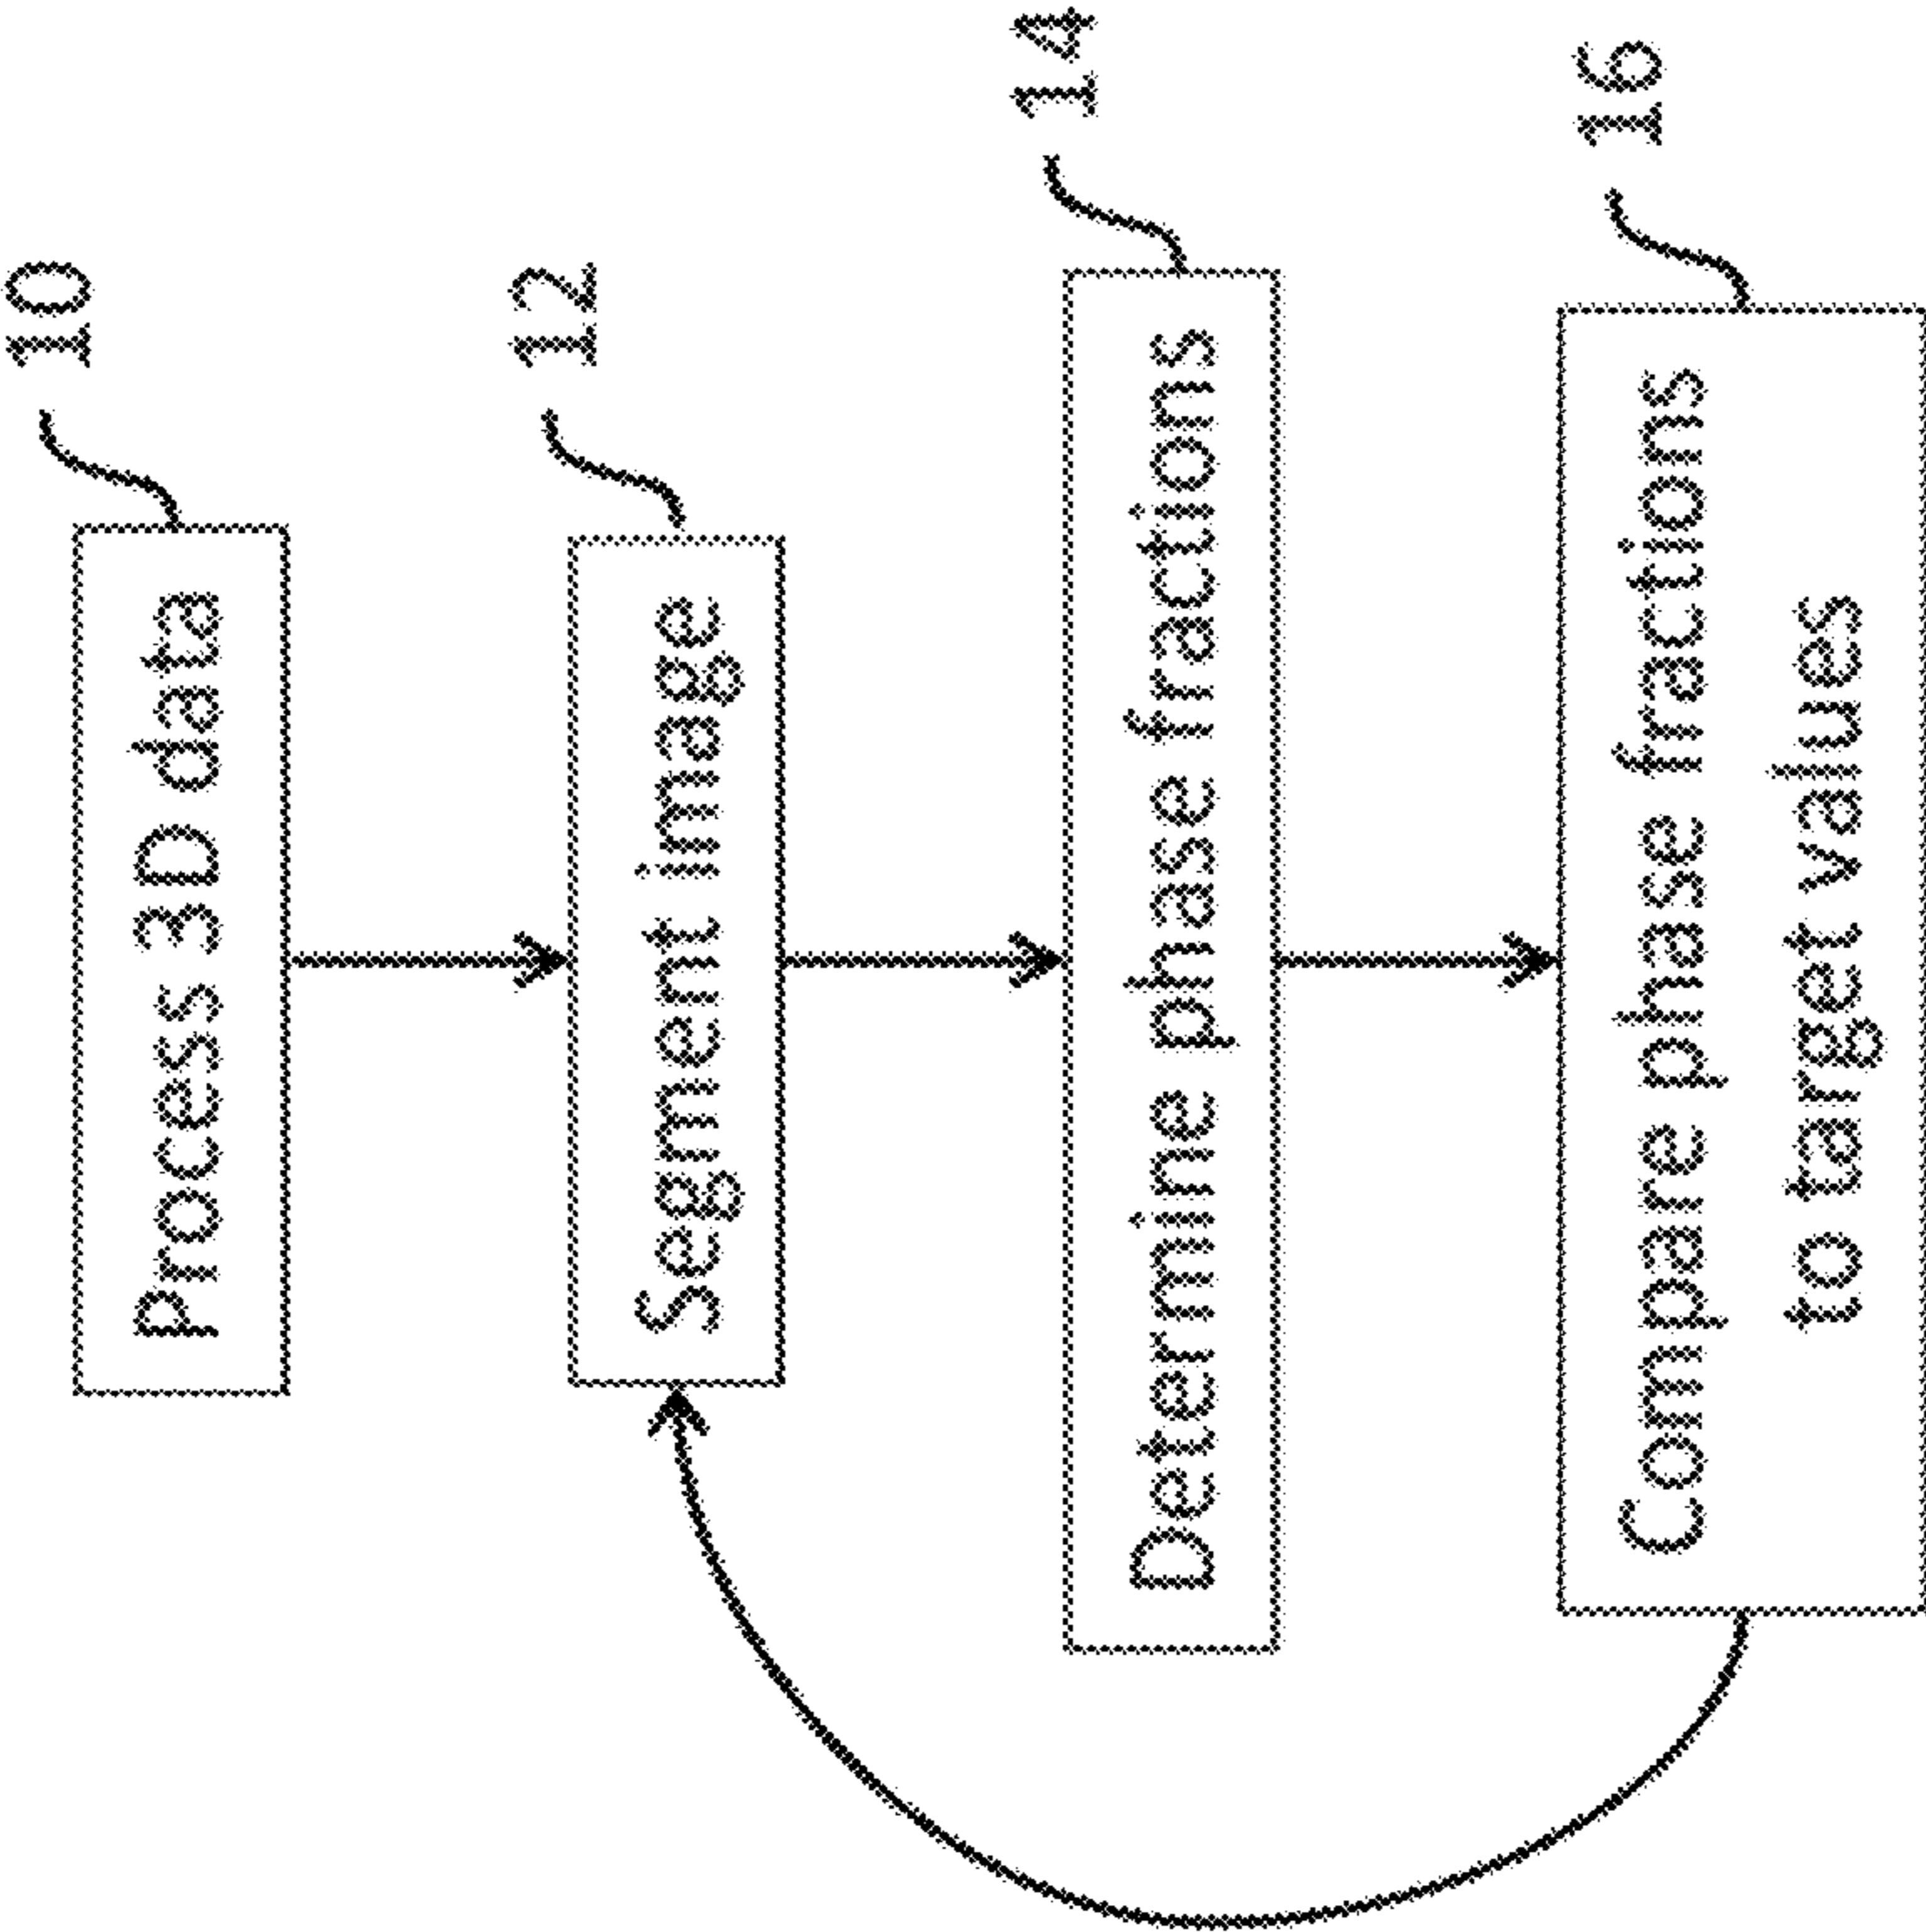 10
Process 3D data
12
Segment image
14
Determine phase fractions
16
Compare phase fractions
to target values